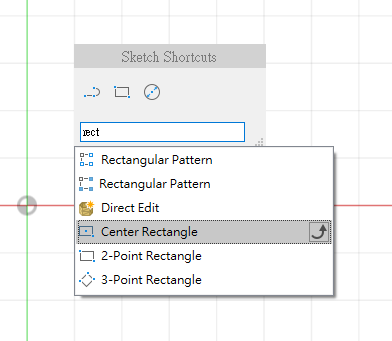 Sketch Shortcuts
rect
Rectangular Pattern
Rectangular Pattern
Direct Edit
Center Rectangle
2-Point Rectangle
3-Point Rectangle